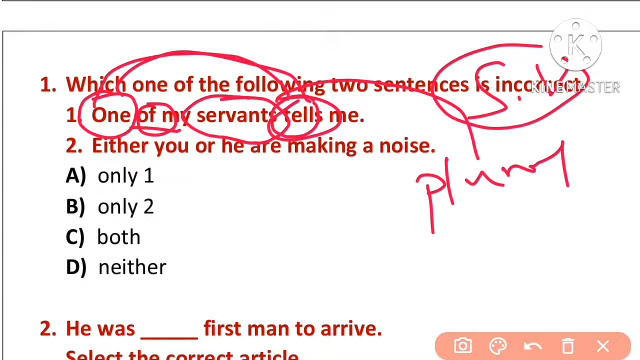 1. Which one of the following two sentences is incorrect.
1. One of my servants tells me.
2. Either you or he are making a noise.
A) only 1
B) only 2
C) both
D) neither
2. He was _____ first man to arrive.
Select the correct article.
S.V.
K
KINEMASTER